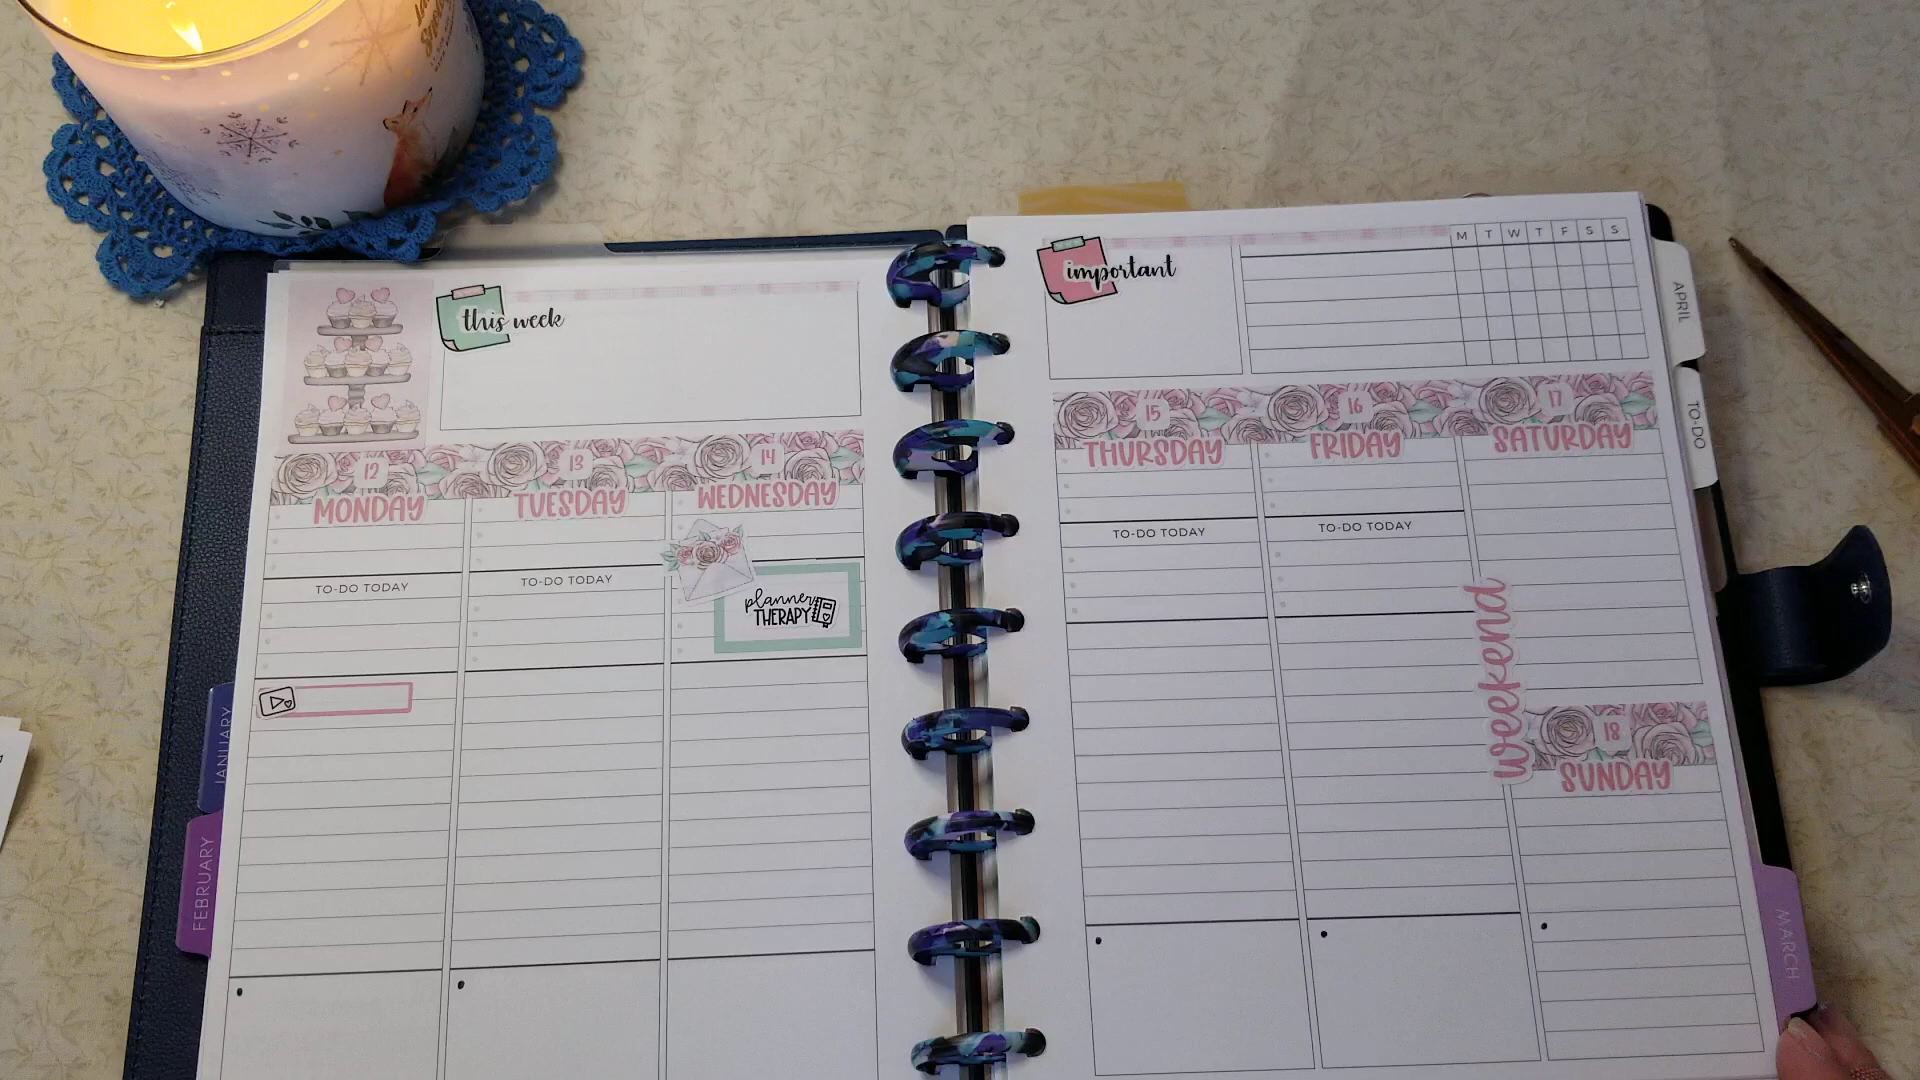 this week
12
13
14
MONDAY
TUESDAY
WEDNESDAY
TO-DO TODAY
TO-DO TODAY
planner
THERAPY
JANUARY
FEBRUARY
important
M T W T F S S
15
16
17
THURSDAY
FRIDAY
SATURDAY
TO-DO TODAY
TO-DO TODAY
weekend
18
SUNDAY
APRIL
TO-DO
MARCH